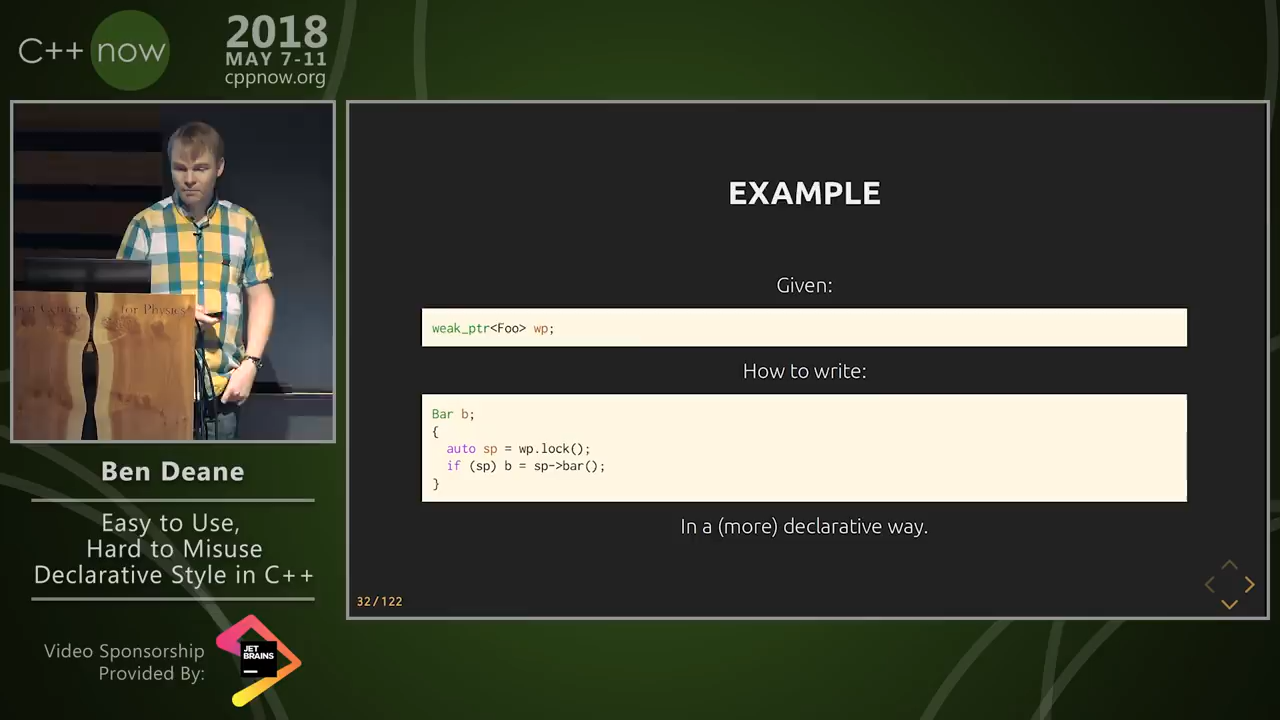 C++ now
2018
MAY 7-11
cppnow.org
for Physics
EXAMPLE
Given:
weak_ptr<Foo> wp;
How to write:
Bar b;
{
  auto sp = wp.lock();
  if (sp) b = sp->bar();
}
In a (more) declarative way.
32/122
Ben Deane
Easy to Use,
Hard to Misuse
Declarative Style in C++
Video Sponsorship
Provided By:
JET
BRAINS